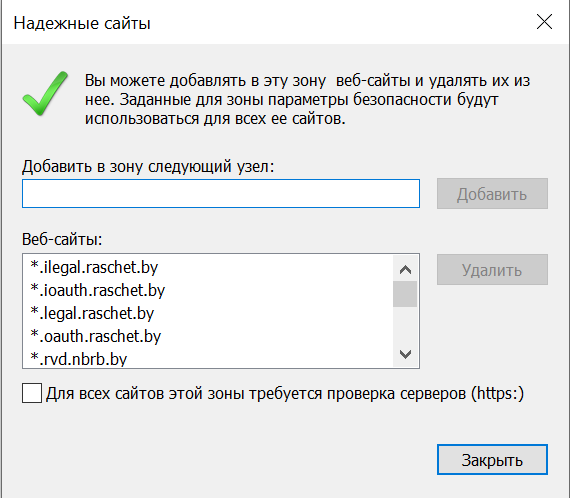 Надежные сайты
Вы можете добавлять в эту зону веб-сайты и удалять их из
нее. Заданные для зоны параметры безопасности будут
использоваться для всех ее сайтов.
Добавить в зону следующий узел:
Добавить
Веб-сайты:
*.ilegal.raschet.by
*.ioauth.raschet.by
*.legal.raschet.by
*.oauth.raschet.by
*.rvd.nbrb.by
Удалить
Для всех сайтов этой зоны требуется проверка серверов (https:)
Закрыть